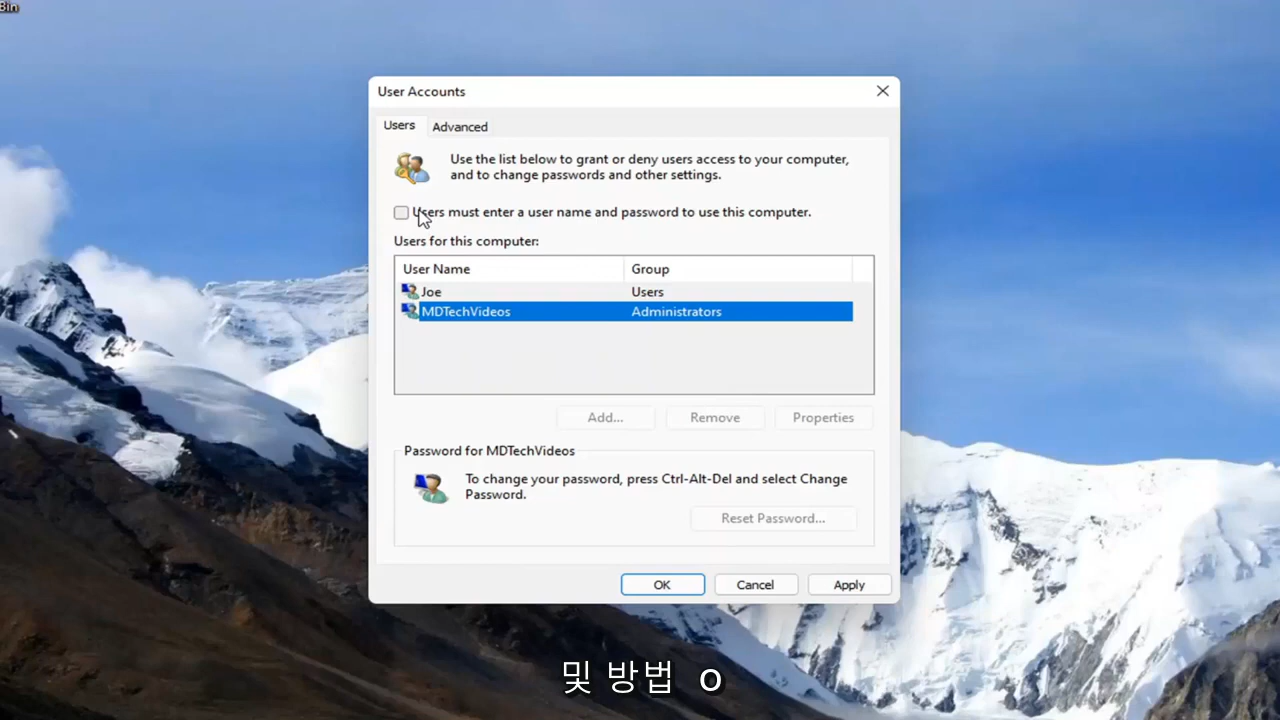 Bin
User Accounts
Users
Advanced
Use the list below to grant or deny users access to your computer,
and to change passwords and other settings.
Users must enter a user name and password to use this computer.
Users for this computer:
User Name Group
Joe Users
MDTechVideos Administrators
Add... Remove Properties
Password for MDTechVideos
To change your password, press Ctrl-Alt-Del and select Change
Password.
Reset Password...
OK Cancel Apply
및 방법 o